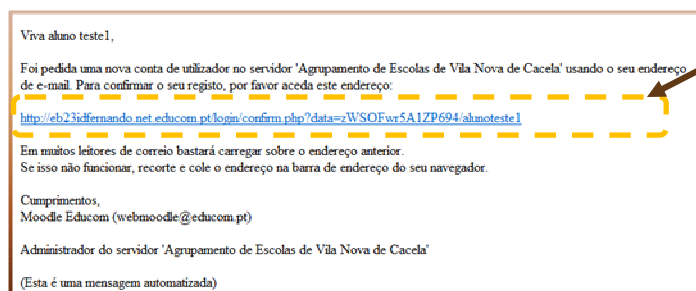 Viva aluno teste1,
Foi pedida uma nova conta de utilizador no servidor 'Agrupamento de Escolas de Vila Nova de Cacela' usando o seu endereço
de e-mail. Para confirmar o seu registo, por favor aceda este endereço:
http://eb23idfernando.net.educom.pt/login/confirm.php?data=zWSOFwr5A1ZP694/alunoteste1
Em muitos leitores de correio bastará carregar sobre o endereço anterior.
Se isso não funcionar, recorte e cole o endereço na barra de endereço do seu navegador.
Cumprimentos,
Moodle Educom (webmoodle@educom.pt)
Administrador do servidor 'Agrupamento de Escolas de Vila Nova de Cacela'
(Esta é uma mensagem automatizada)